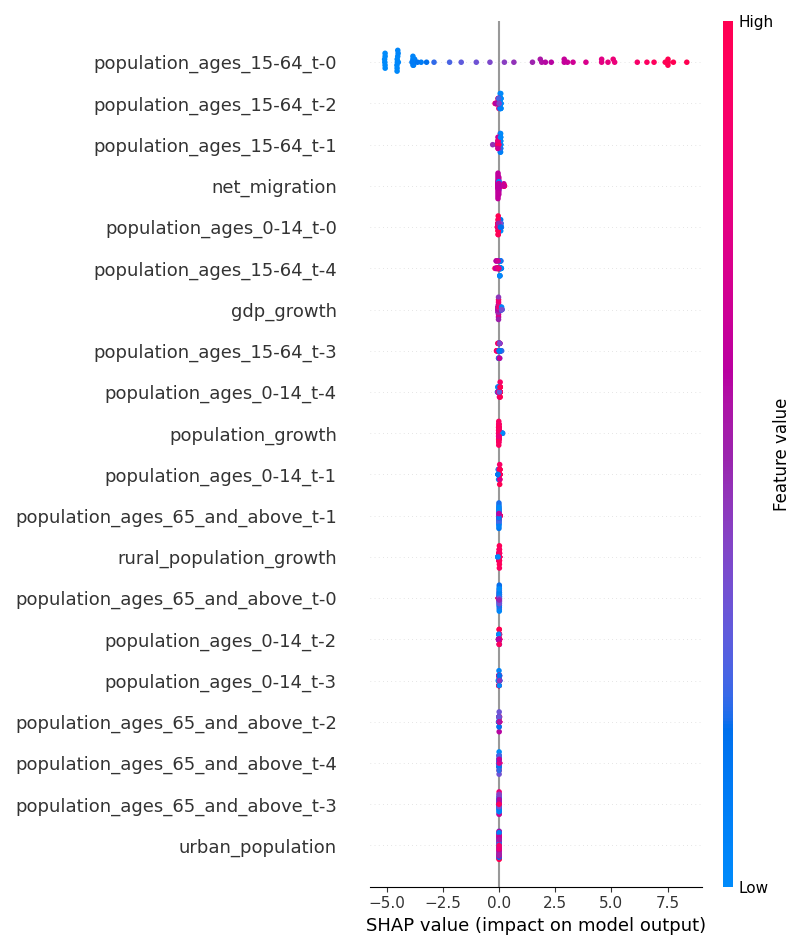 High
population_ages_15-64_t-0
population_ages_15-64_t-2
population_ages_15-64_t-1
net_migration
population_ages_0-14_t-0
population_ages_15-64_t-4
gdp_growth
population_ages_15-64_t-3
population_ages_0-14_t-4
population_growth
population_ages_0-14_t-1
population_ages_65_and_above_t-1
rural_population_growth
population_ages_65_and_above_t-0
population_ages_0-14_t-2
population_ages_0-14_t-3
population_ages_65_and_above_t-2
population_ages_65_and_above_t-4
population_ages_65_and_above_t-3
urban_population
Feature value
Low
−5.0 −2.5 0.0 2.5 5.0 7.5
SHAP value (impact on model output)